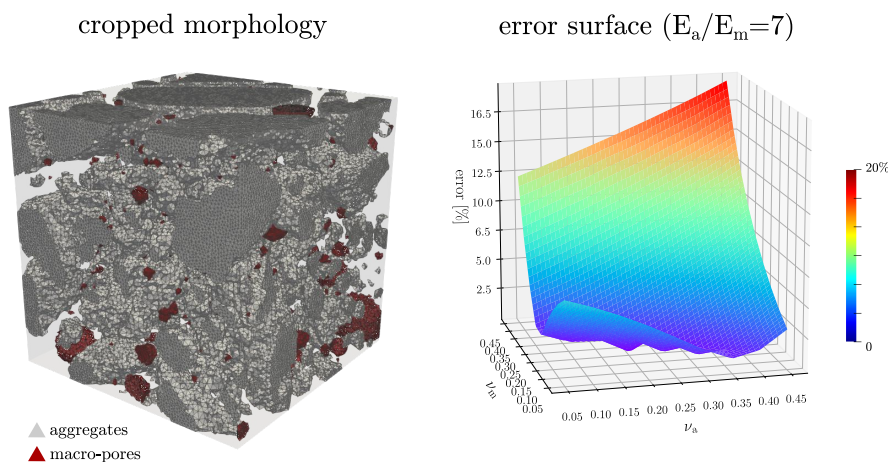 cropped morphology
error surface (Eₐ/Eₘ=7)
16.5
15.0
12.5
10.0
6.5
5.0
2.5
error [%]
20%
0
0.45
0.40
0.35
0.30
0.25
0.20
0.15
0.10
0.05
νₘ
0.05 0.10 0.15 0.20 0.25 0.30 0.35 0.40 0.45
νₐ
aggregates
macro-pores